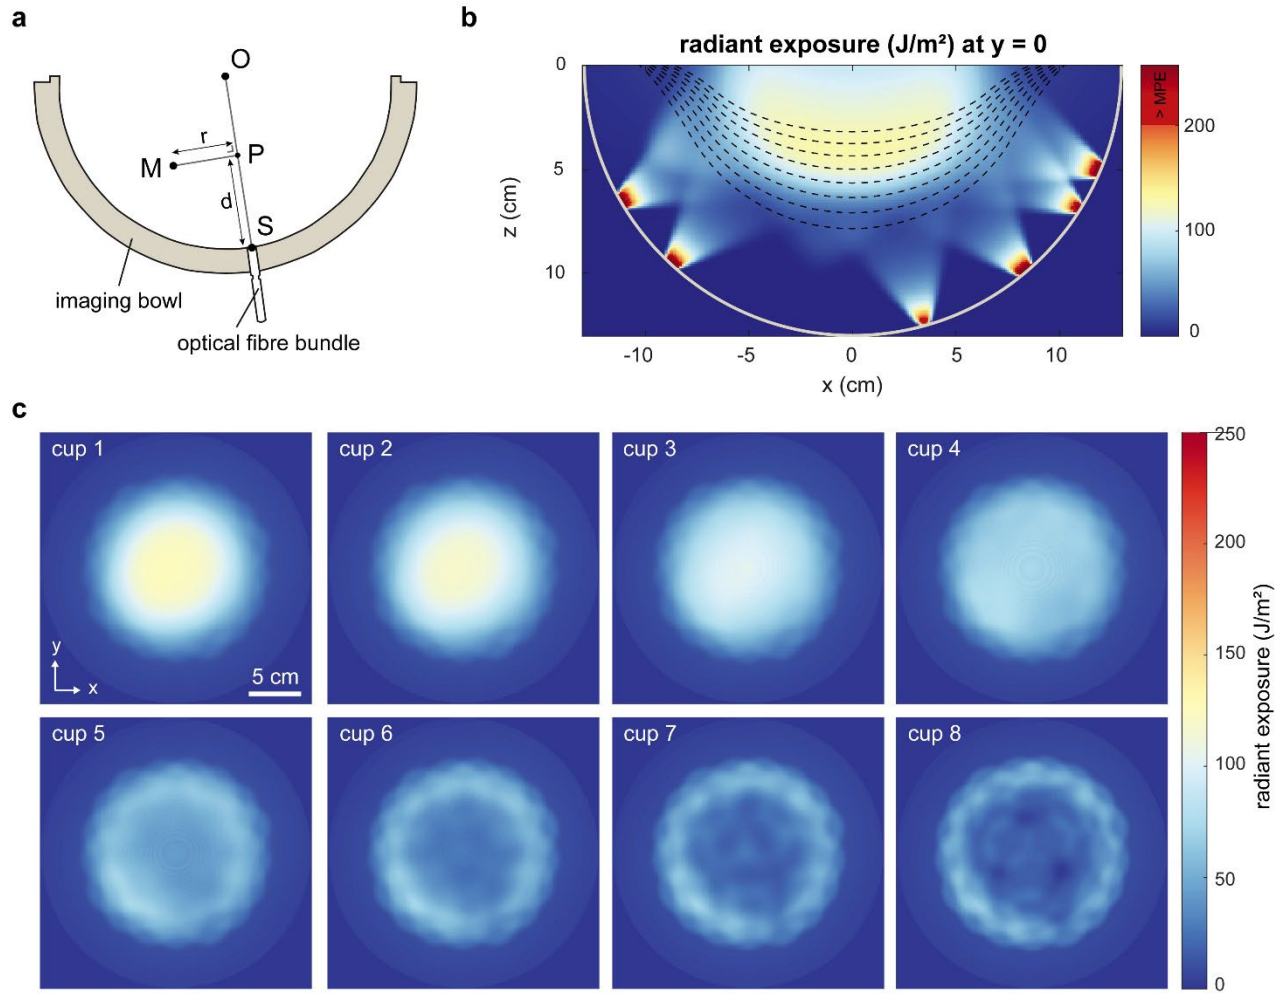 a
O
r
P
M
d
S
imaging bowl
optical fibre bundle
b
radiant exposure (J/m²) at y = 0
0
5
10
z (cm)
-10
-5
0
5
10
x (cm)
> MPE
200
100
0
c
cup 1
cup 2
cup 3
cup 4
y
x
5 cm
cup 5
cup 6
cup 7
cup 8
250
200
150
100
50
0
radiant exposure (J/m²)